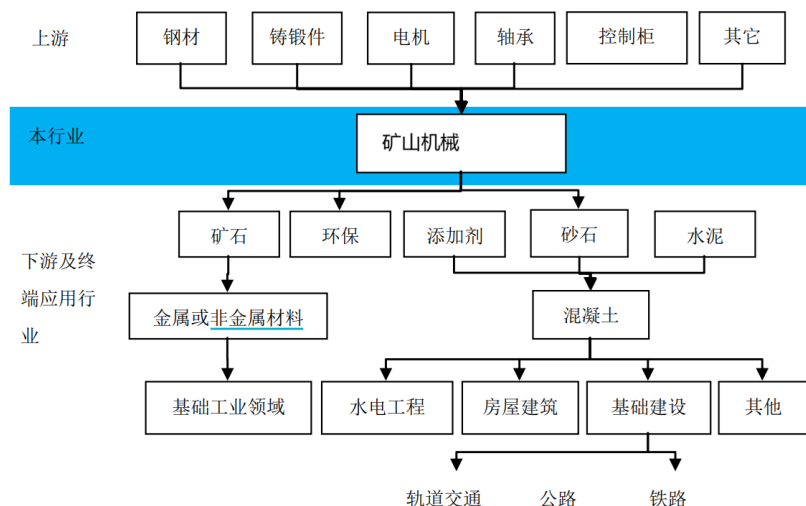 上游
钢材
铸锻件
电机
轴承
控制柜
其它
本行业
矿山机械
矿石
环保
添加剂
砂石
水泥
下游及终
端应用行
业
金属或非金属材料
混凝土
基础工业领域
水电工程
房屋建筑
基础建设
其他
轨道交通
公路
铁路